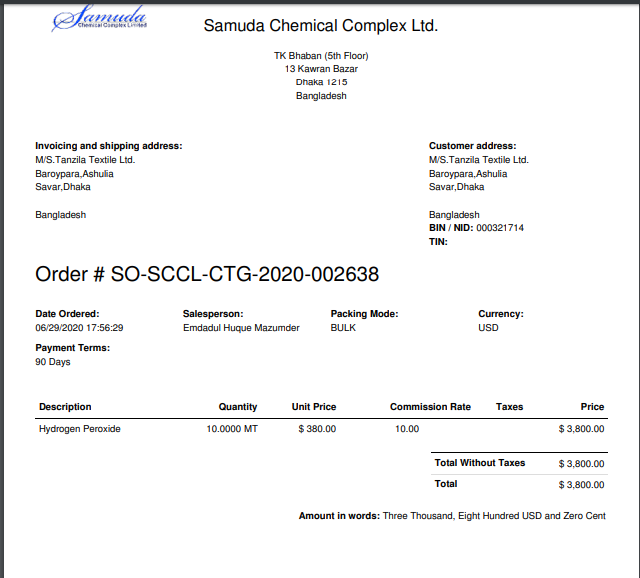 Samuda
Chemical Complex Limited
Samuda Chemical Complex Ltd.
TK Bhaban (5th Floor)
13 Kawran Bazar
Dhaka 1215
Bangladesh
Invoicing and shipping address:
M/S.Tanzila Textile Ltd.
Baroypara,Ashulia
Savar,Dhaka
Bangladesh
Customer address:
M/S.Tanzila Textile Ltd.
Baroypara,Ashulia
Savar,Dhaka
Bangladesh
BIN / NID: 000321714
TIN:
Order # SO-SCCL-CTG-2020-002638
Date Ordered: Salesperson: Packing Mode: Currency:
06/29/2020 17:56:29 Emdadul Huque Mazumder BULK USD
Payment Terms:
90 Days
Description Quantity Unit Price Commission Rate Taxes Price
Hydrogen Peroxide 10.0000 MT $ 380.00 10.00 $ 3,800.00
Total Without Taxes $ 3,800.00
Total $ 3,800.00
Amount in words: Three Thousand, Eight Hundred USD and Zero Cent